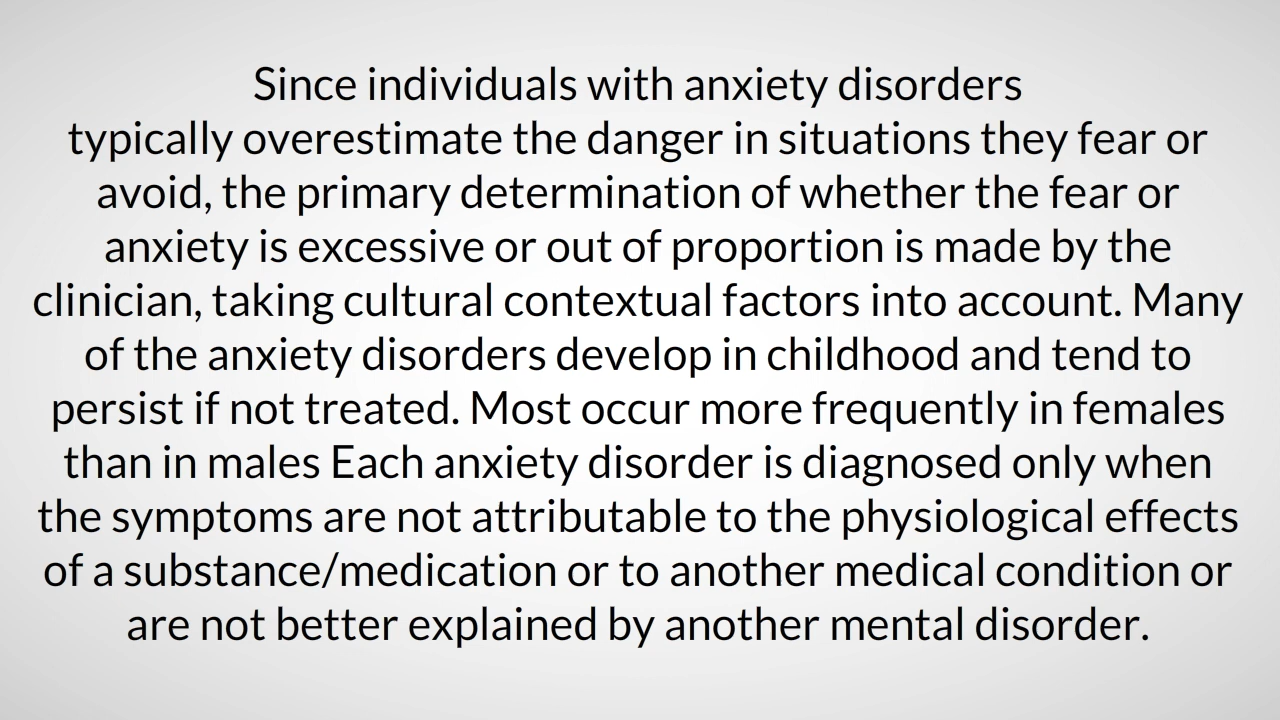 Since individuals with anxiety disorders
typically overestimate the danger in situations they fear or
avoid, the primary determination of whether the fear or
anxiety is excessive or out of proportion is made by the
clinician, taking cultural contextual factors into account. Many
of the anxiety disorders develop in childhood and tend to
persist if not treated. Most occur more frequently in females
than in males Each anxiety disorder is diagnosed only when
the symptoms are not attributable to the physiological effects
of a substance/medication or to another medical condition or
are not better explained by another mental disorder.